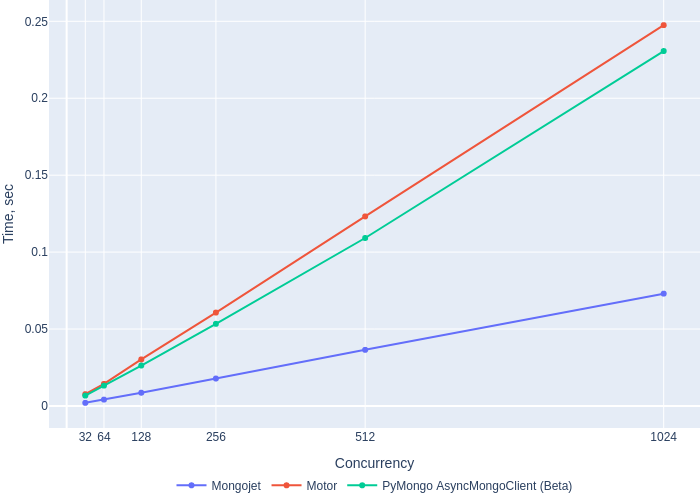 0.25
0.2
0.15
0.1
0.05
0
Time, sec
32 64 128 256 512 1024
Concurrency
Mongojet Motor PyMongo AsyncMongoClient (Beta)